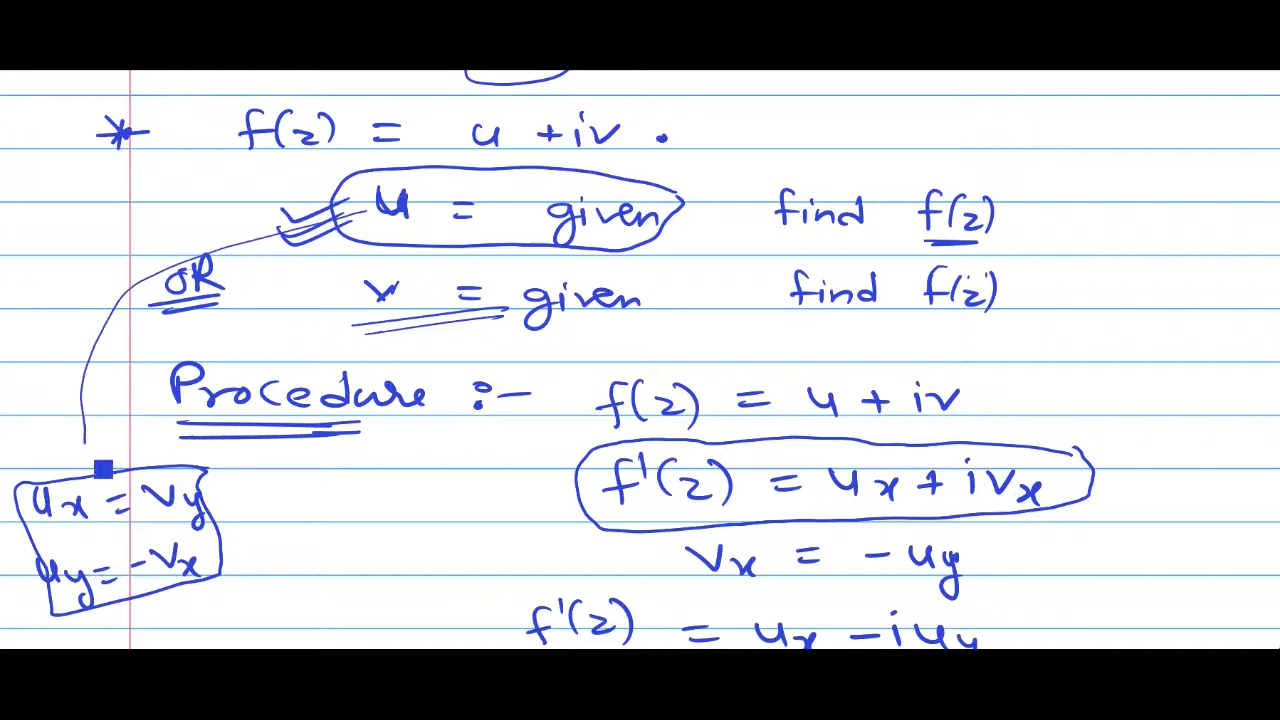 * f(z) = u + iv .
u = given find f(z)
OR
v = given find f(z)
Procedure :- f(z) = u + iv
f'(z) = ux + ivx
ux = vy
uy = -vx
vx = -uy
f'(z) = ux - iuy